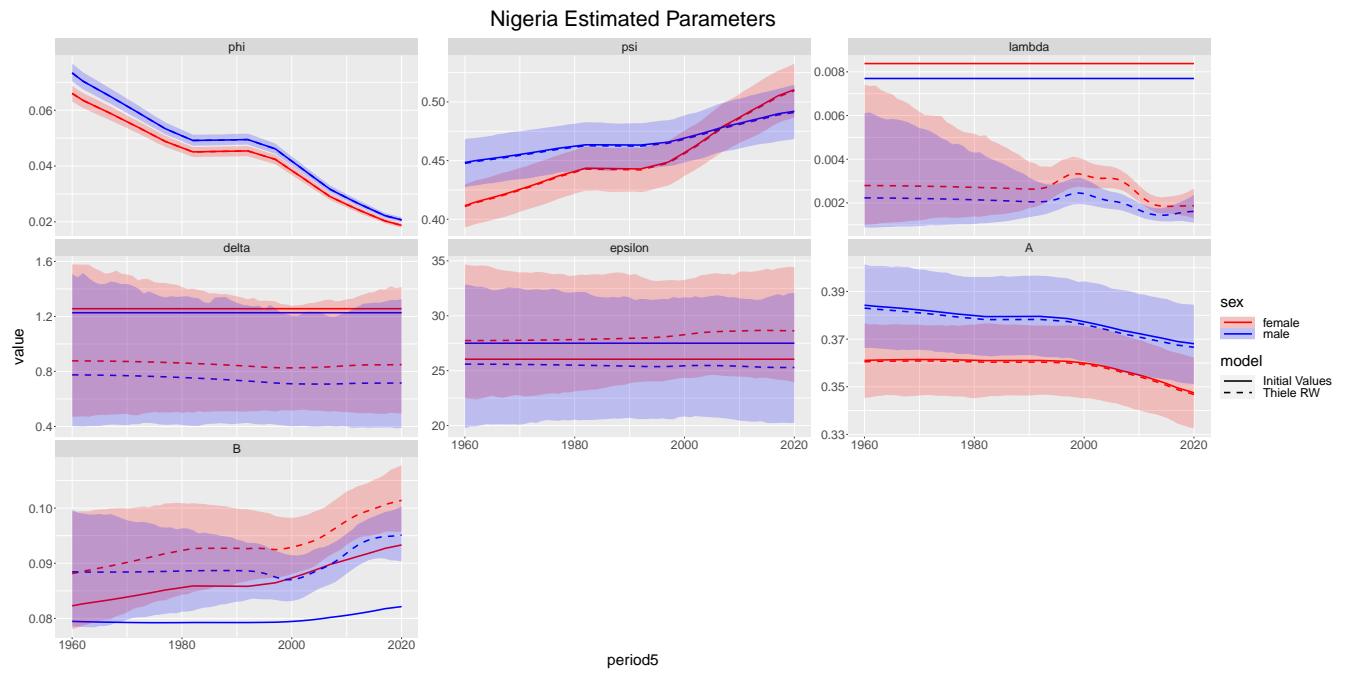 Nigeria Estimated Parameters
phi
psi
lambda
0.06
0.04
0.02
0.50
0.45
0.40
0.008
0.006
0.004
0.002
delta
epsilon
A
value
1.6
1.2
0.8
0.4
35
30
25
20
1960
1980
2000
2020
0.39
0.37
0.35
0.33
1960
1980
2000
2020
sex
female
male
model
Initial Values
Thiele RW
B
0.10
0.09
0.08
1960
1980
2000
2020
period5